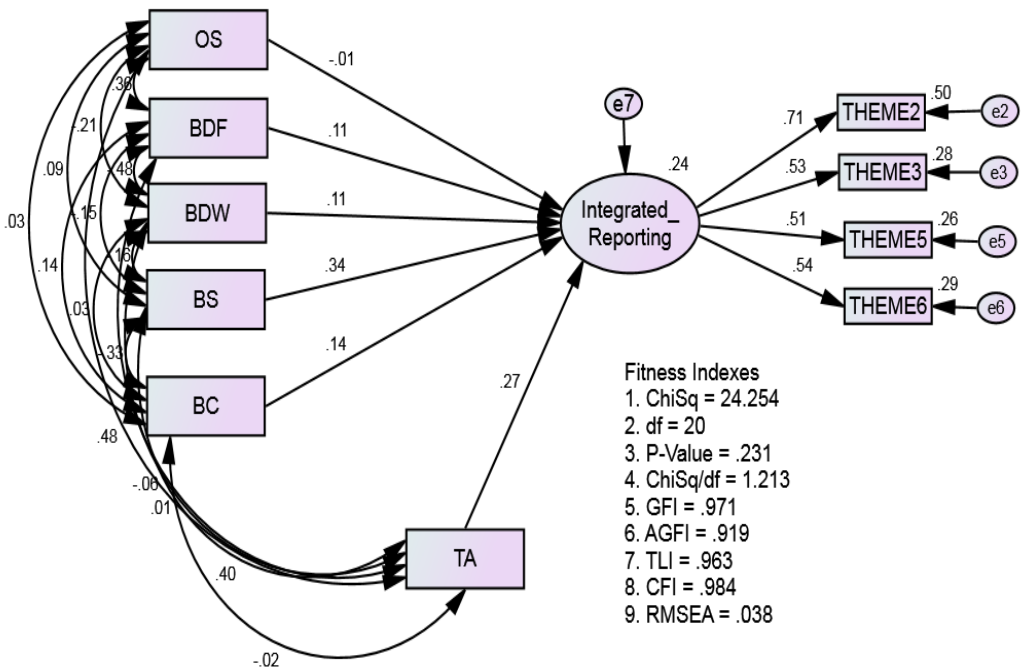 OS
BDF
BDW
BS
BC
TA
-.01
.11
.11
.34
.14
.27
.36
-.21
.09
-.48
.03
-.15
.14
.16
.03
-.33
.48
-.06
.01
.40
-.02
e7
.24
Integrated_
Reporting
.71
.53
.51
.54
THEME2
.50
e2
THEME3
.28
e3
THEME5
.26
e5
THEME6
.29
e6
Fitness Indexes
1. ChiSq = 24.254
2. df = 20
3. P-Value = .231
4. ChiSq/df = 1.213
5. GFI = .971
6. AGFI = .919
7. TLI = .963
8. CFI = .984
9. RMSEA = .038